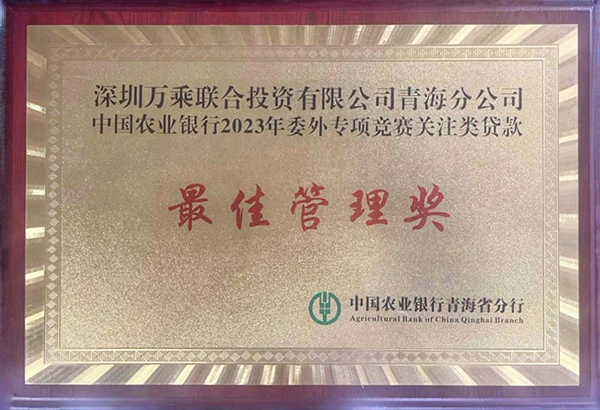 深圳万乘联合投资有限公司青海分公司
中国农业银行2023年委外专项竞赛关注类贷款
最佳管理奖
中国农业银行青海省分行
Agricultural Bank of China Qinghai Branch